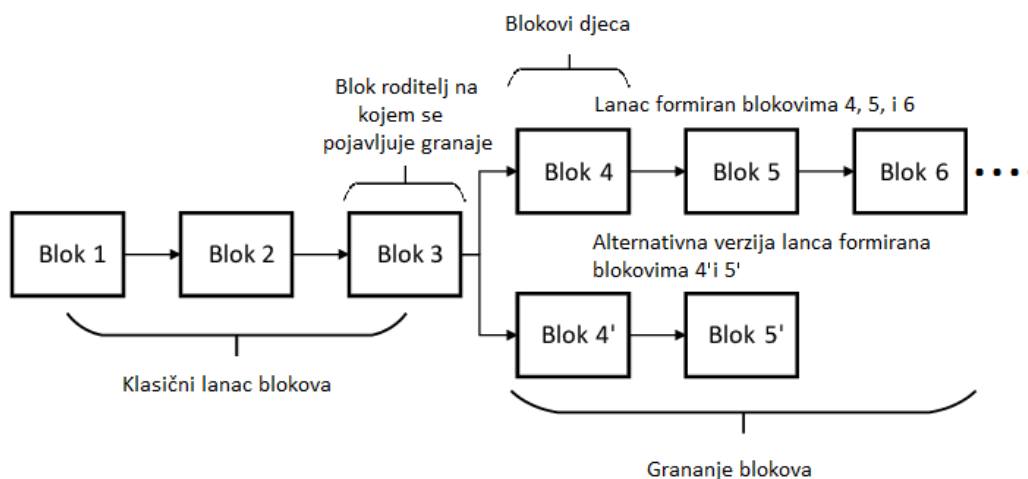 Blokovi djeca
Blok roditelj na
kojem se
pojavljuje granaje
Lanac formiran blokovima 4, 5, i 6
Blok 4
Blok 5
Blok 6
Blok 1
Blok 2
Blok 3
Alternativna verzija lanca formirana
blokovima 4'i 5'
Blok 4'
Blok 5'
Klasični lanac blokova
Grananje blokova